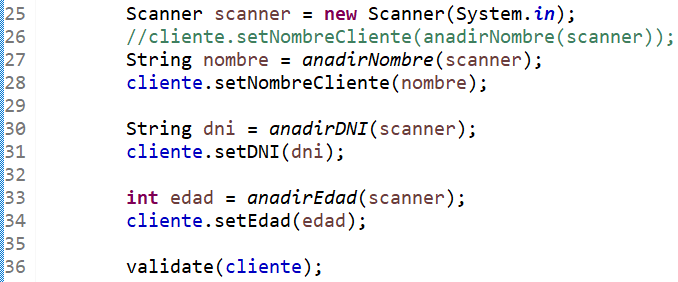 25 Scanner scanner = new Scanner(System.in);
26 //cliente.setNombreCliente(anadirNombre(scanner));
27 String nombre = anadirNombre(scanner);
28 cliente.setNombreCliente(nombre);
29
30 String dni = anadirDNI(scanner);
31 cliente.setDNI(dni);
32
33 int edad = anadirEdad(scanner);
34 cliente.setEdad(edad);
35
36 validate(cliente);